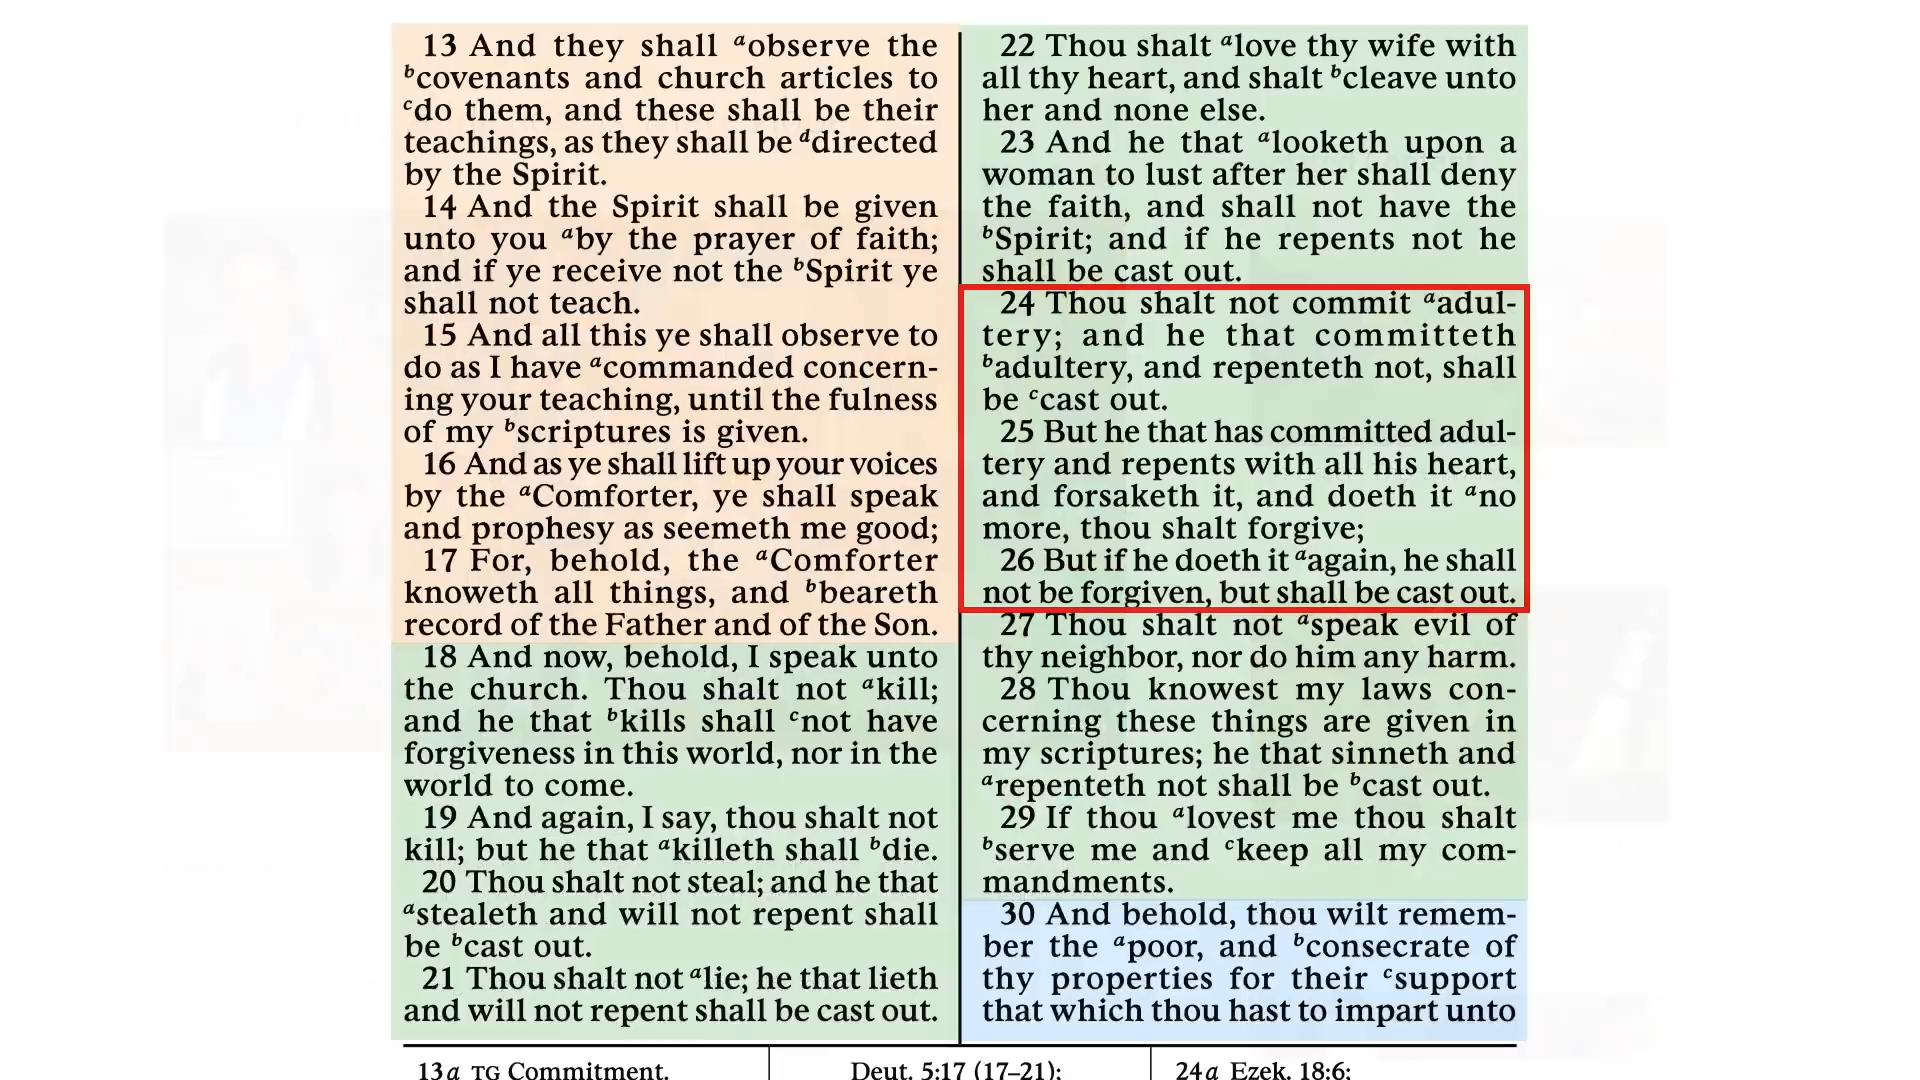 13 And they shall aobserve the
bcovenants and church articles to
cdo them, and these shall be their
teachings, as they shall be ddirected
by the Spirit.
14 And the Spirit shall be given
unto you aby the prayer of faith;
and if ye receive not the bSpirit ye
shall not teach.
15 And all this ye shall observe to
do as I have acommanded concern-
ing your teaching, until the fulness
of my bscriptures is given.
16 And as ye shall lift up your voices
by the aComforter, ye shall speak
and prophesy as seemeth me good;
17 For, behold, the aComforter
knoweth all things, and bbeareth
record of the Father and of the Son.
18 And now, behold, I speak unto
the church. Thou shalt not akill;
and he that bkills shall cnot have
forgiveness in this world, nor in the
world to come.
19 And again, I say, thou shalt not
kill; but he that akilleth shall bdie.
20 Thou shalt not steal; and he that
astealeth and will not repent shall
be bcast out.
21 Thou shalt not alie; he that lieth
and will not repent shall be cast out.
22 Thou shalt alove thy wife with
all thy heart, and shalt bcleave unto
her and none else.
23 And he that alooketh upon a
woman to lust after her shall deny
the faith, and shall not have the
bSpirit; and if he repents not he
shall be cast out.
24 Thou shalt not commit aadul-
tery; and he that committeth
badultery, and repenteth not, shall
be ccast out.
25 But he that has committed adul-
tery and repents with all his heart,
and forsaketh it, and doeth it ano
more, thou shalt forgive;
26 But if he doeth it aagain, he shall
not be forgiven, but shall be cast out.
27 Thou shalt not aspeak evil of
thy neighbor, nor do him any harm.
28 Thou knowest my laws con-
cerning these things are given in
my scriptures; he that sinneth and
arepenteth not shall be bcast out.
29 If thou alovest me thou shalt
bserve me and ckeep all my com-
mandments.
30 And behold, thou wilt remem-
ber the apoor, and bconsecrate of
thy properties for their csupport
that which thou hast to impart unto
13a TG Commitment.
Deut. 5:17 (17–21);
24a Ezek. 18:6;